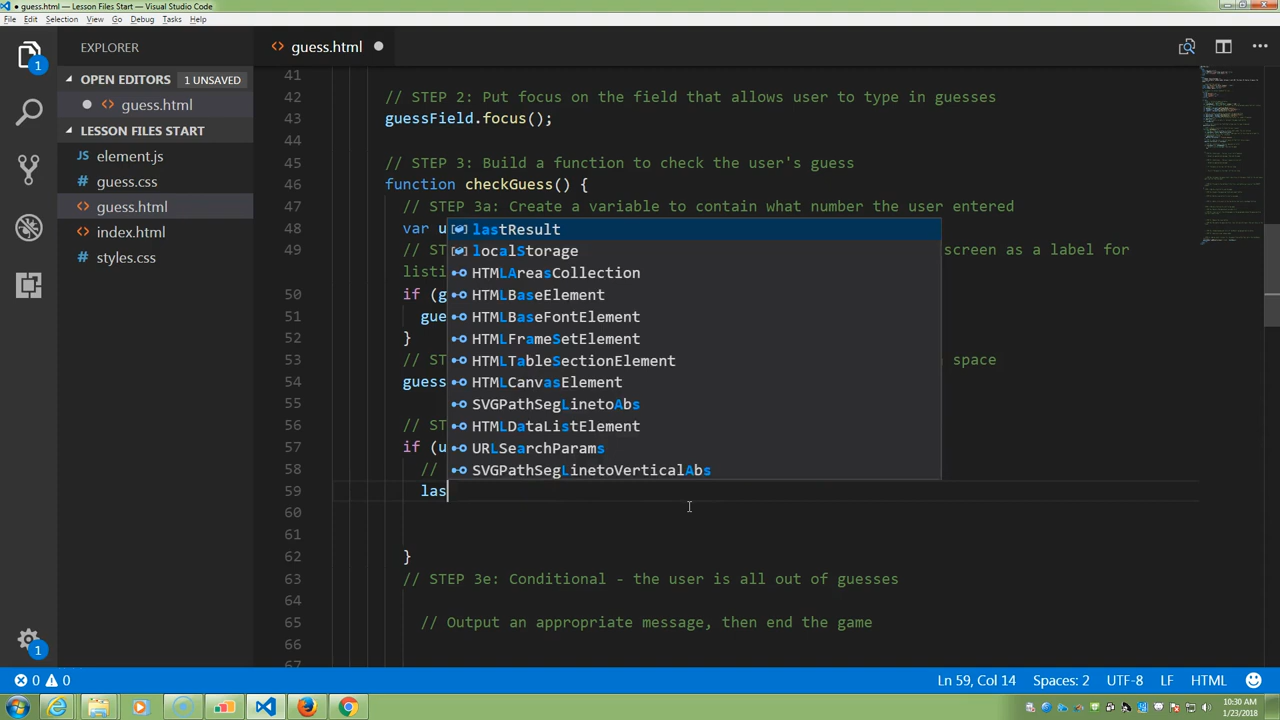 guess.html — Lesson Files Start — Visual Studio Code
File Edit Selection View Go Debug Tasks Help
EXPLORER
OPEN EDITORS 1 UNSAVED
guess.html
LESSON FILES START
element.js
guess.css
guess.html
index.html
styles.css
1
1
guess.html
41
42 // STEP 2: Put focus on the field that allow user to type in guesses
43 guessField.focus();
44
45 // STEP 3: Build a function to check the user's guess
46 function checkGuess() {
47 // STEP 3a: Create a variable to contain the number the user entered
48 var u
49 // ST screen as a label for
listi
50 if (g
51 gue
52 }
53 // ST space
54 guess
55
56 // ST
57 if (u
58 //
59 las
60
61
62 }
63 // STEP 3e: Conditional - the user is all out of guesses
64
65 // Output an appropriate message, then end the game
66
67
lastResult
localStorage
HTMLAreasCollection
HTMLBaseElement
HTMLBaseFontElement
HTMLFrameSetElement
HTMLTableSectionElement
HTMLCanvasElement
SVGPathSegLinetoAbs
HTMLDataListElement
URLSearchParams
SVGPathSegLinetoVerticalAbs
0 0 Ln 59, Col 14 Spaces: 2 UTF-8 LF HTML
10:30 AM
1/23/2018